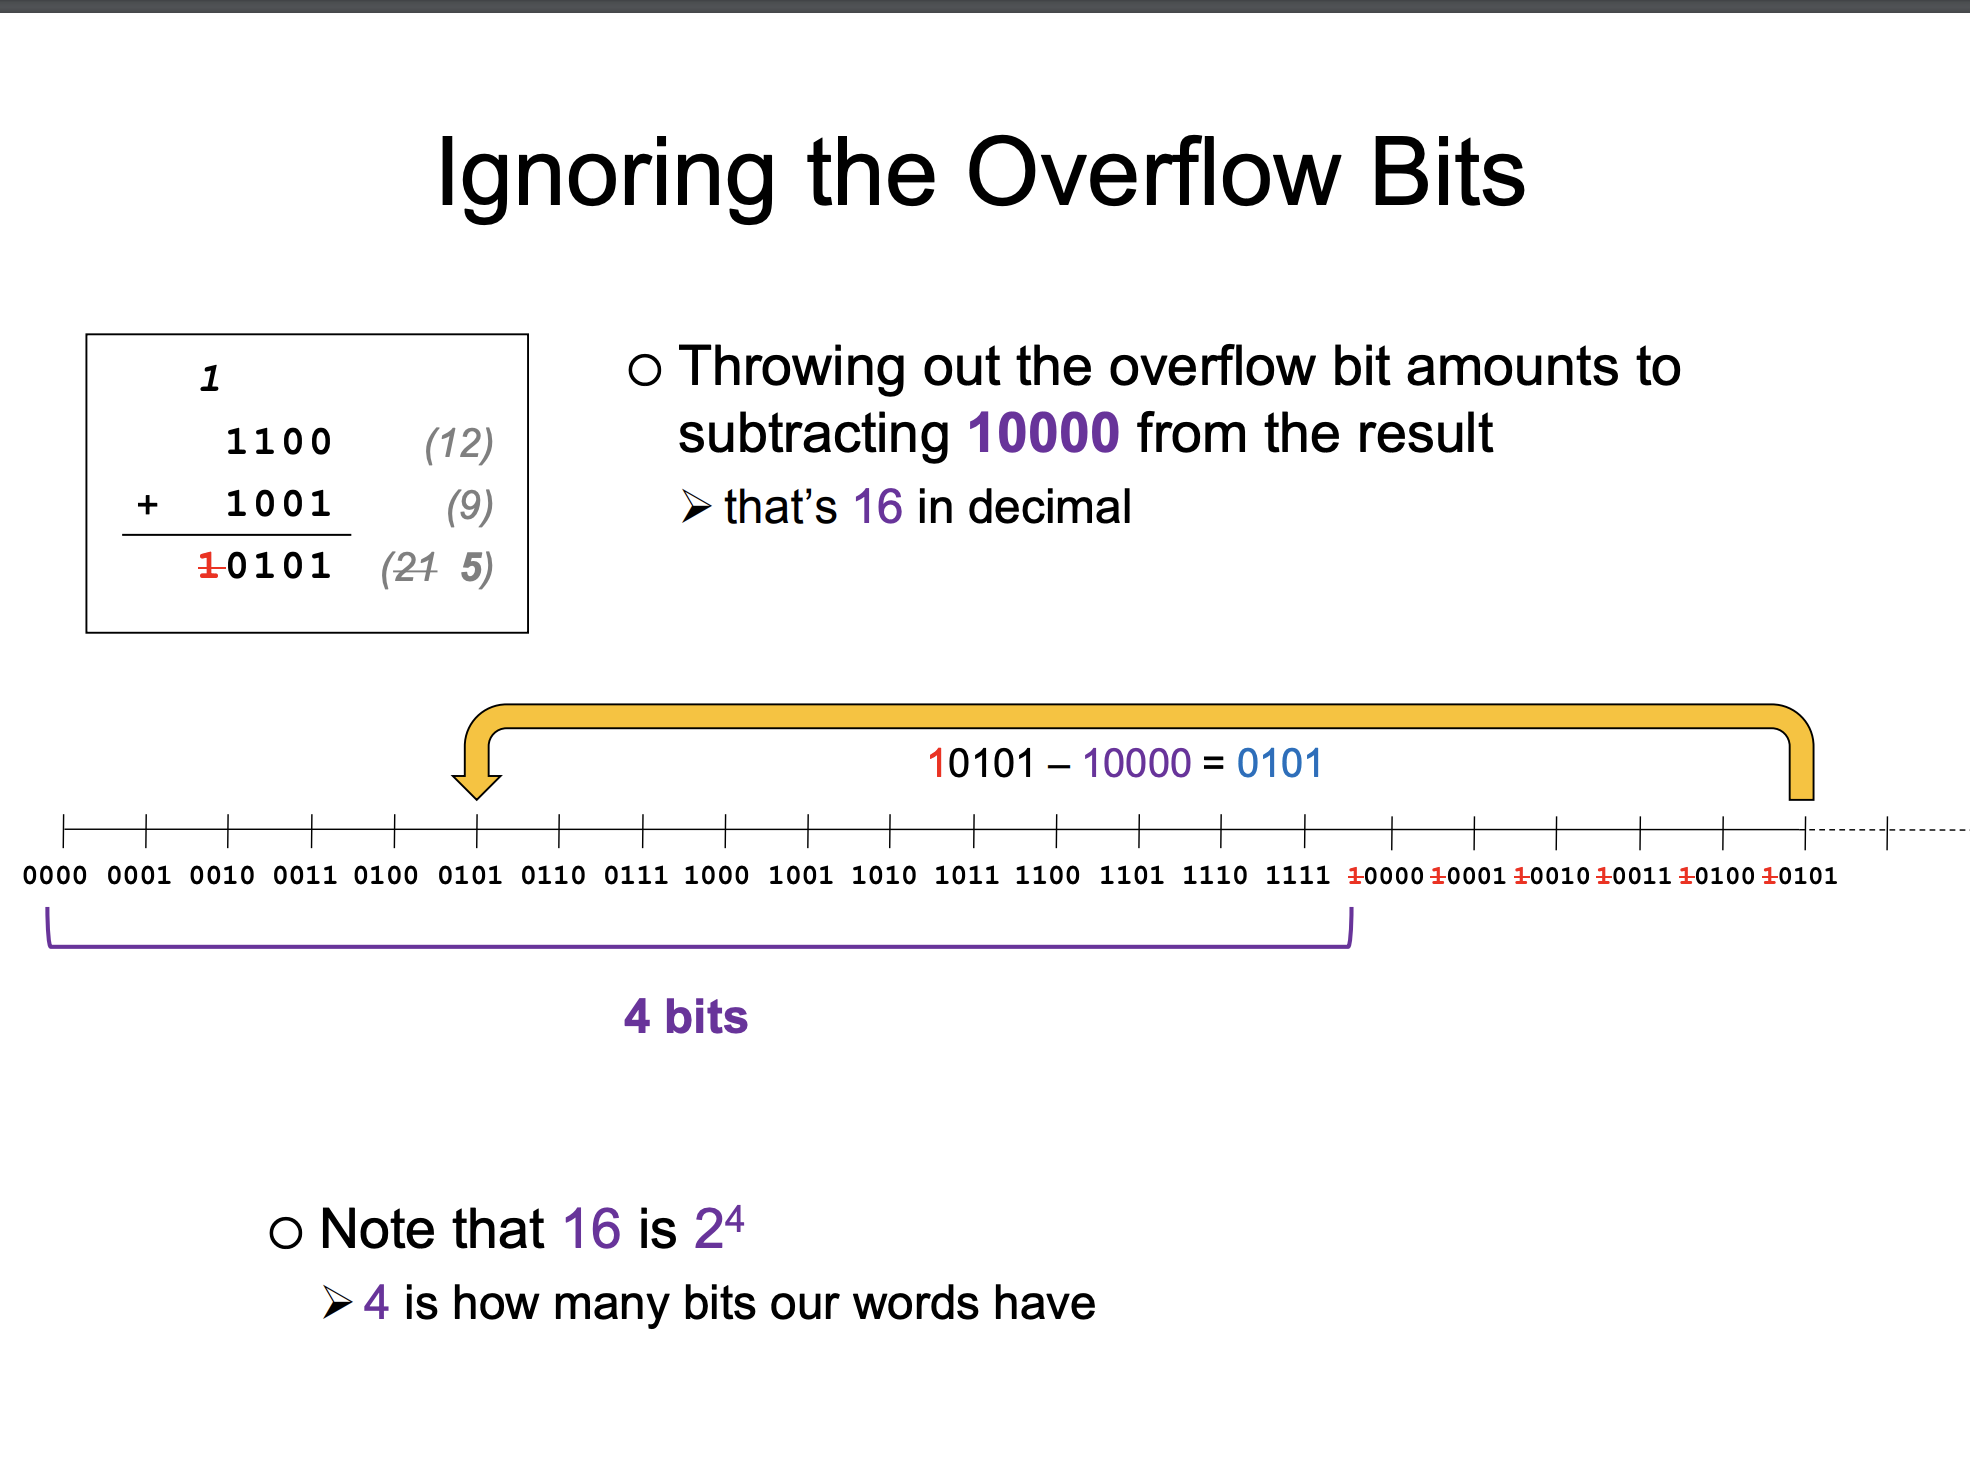 Ignoring the Overflow Bits
1
1100 (12)
+ 1001 (9)
10101 (21 5)
○ Throwing out the overflow bit amounts to
subtracting 10000 from the result
➢ that's 16 in decimal
10101 – 10000 = 0101
0000 0001 0010 0011 0100 0101 0110 0111 1000 1001 1010 1011 1100 1101 1110 1111 10000 10001 10010 10011 10100 10101
4 bits
○ Note that 16 is 2⁴
➢ 4 is how many bits our words have